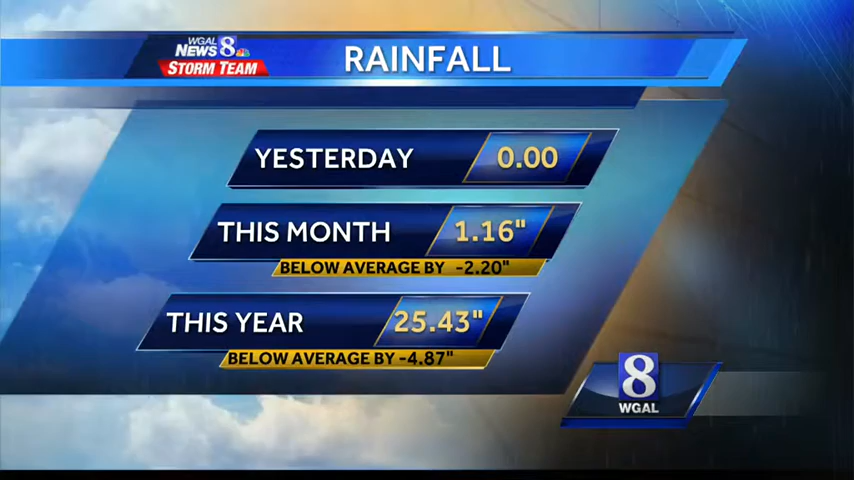 WGAL
NEWS 8
STORM TEAM
RAINFALL
YESTERDAY 0.00
THIS MONTH 1.16"
BELOW AVERAGE BY -2.20"
THIS YEAR 25.43"
BELOW AVERAGE BY -4.87"
8
WGAL